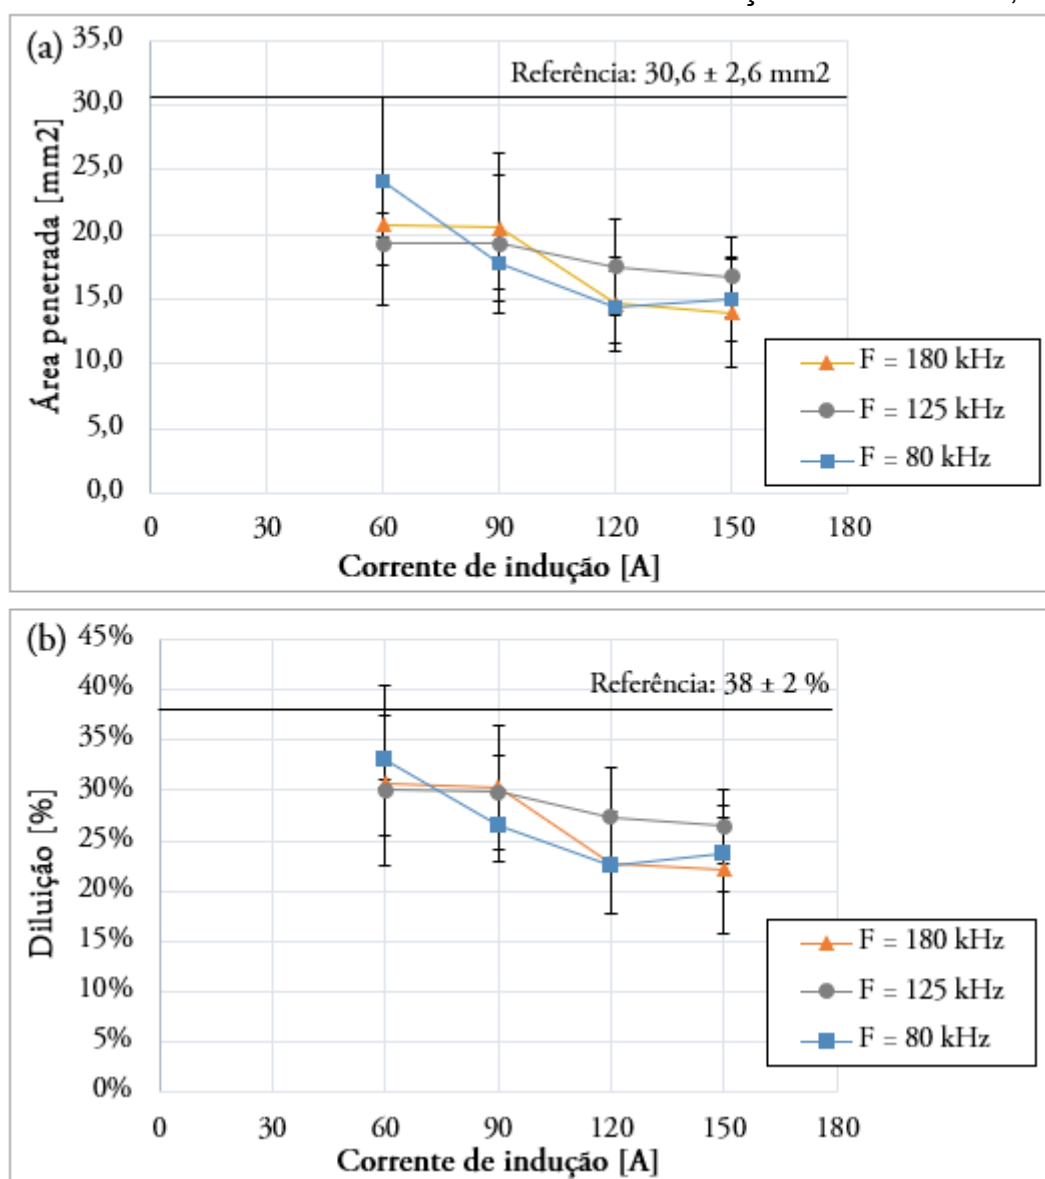 (a)
35,0
Referência: 30,6 ± 2,6 mm2
30,0
25,0
20,0
15,0
10,0
5,0
0,0
Área penetrada [mm2]
F = 180 kHz
F = 125 kHz
F = 80 kHz
0 30 60 90 120 150 180
Corrente de indução [A]
(b)
45%
Referência: 38 ± 2 %
40%
35%
30%
25%
20%
15%
10%
5%
0%
Diluição [%]
F = 180 kHz
F = 125 kHz
F = 80 kHz
0 30 60 90 120 150 180
Corrente de indução [A]